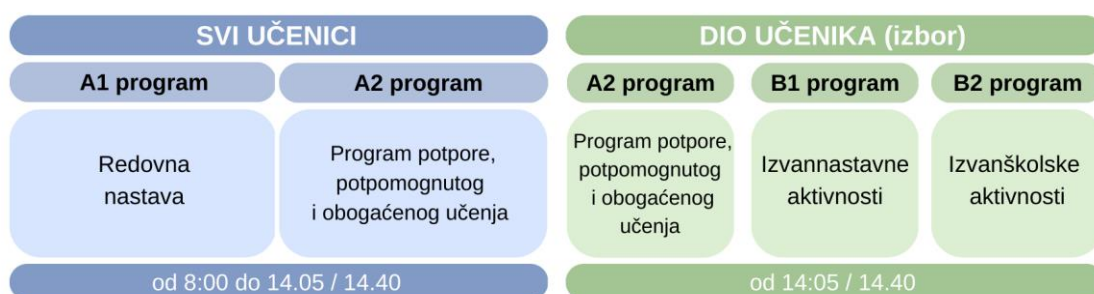 SVI UČENICI
A1 program
A2 program
Redovna
nastava
Program potpore,
potpomognutog
i obogaćenog učenja
od 8:00 do 14.05 / 14.40
DIO UČENIKA (izbor)
A2 program
B1 program
B2 program
Program potpore,
potpomognutog
i obogaćenog
učenja
Izvannastavne
aktivnosti
Izvanškolske
aktivnosti
od 14:05 / 14.40